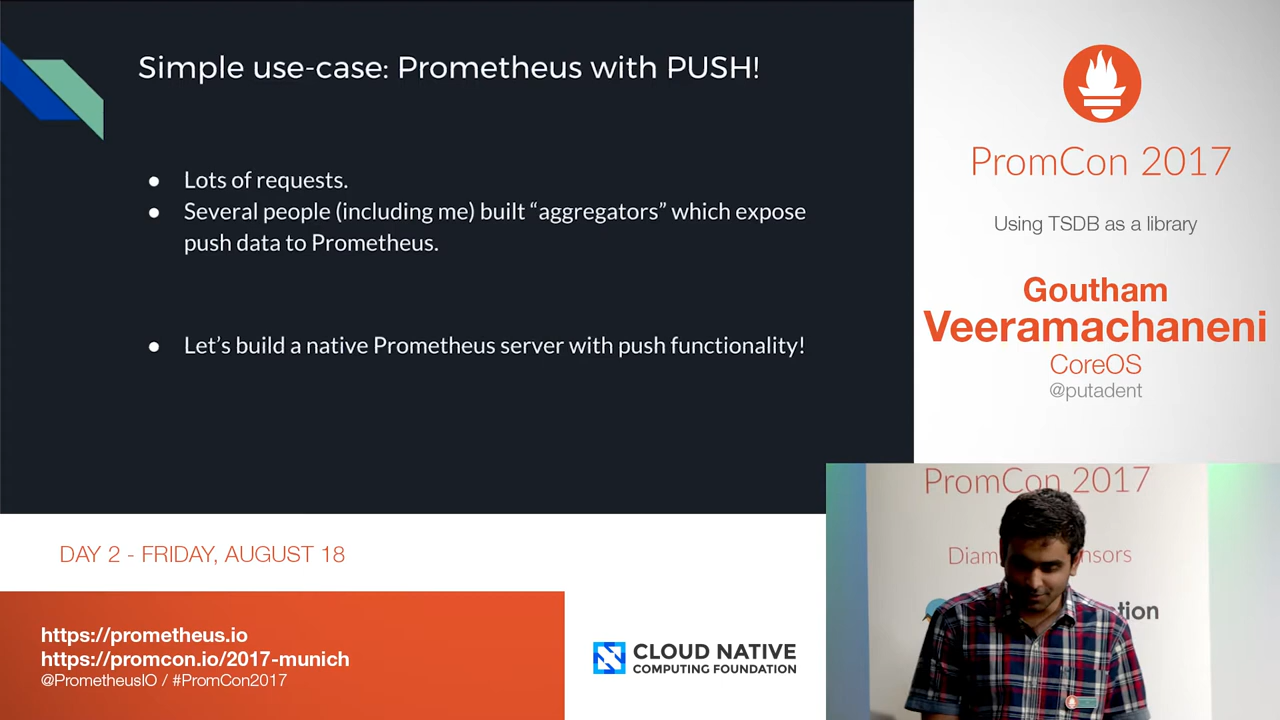 Simple use-case: Prometheus with PUSH!
● Lots of requests.
● Several people (including me) built “aggregators” which expose
push data to Prometheus.
● Let’s build a native Prometheus server with push functionality!
PromCon 2017
Using TSDB as a library
Goutham
Veeramachaneni
CoreOS
@putadent
PromCon 2017
DAY 2 - FRIDAY, AUGUST 18
https://prometheus.io
https://promcon.io/2017-munich
@PrometheusIO / #PromCon2017
CLOUD NATIVE
COMPUTING FOUNDATION